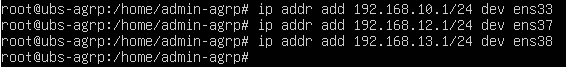 root@ubs-agrp:/home/admin-agrp# ip addr add 192.168.10.1/24 dev ens33
root@ubs-agrp:/home/admin-agrp# ip addr add 192.168.12.1/24 dev ens37
root@ubs-agrp:/home/admin-agrp# ip addr add 192.168.13.1/24 dev ens38
root@ubs-agrp:/home/admin-agrp#